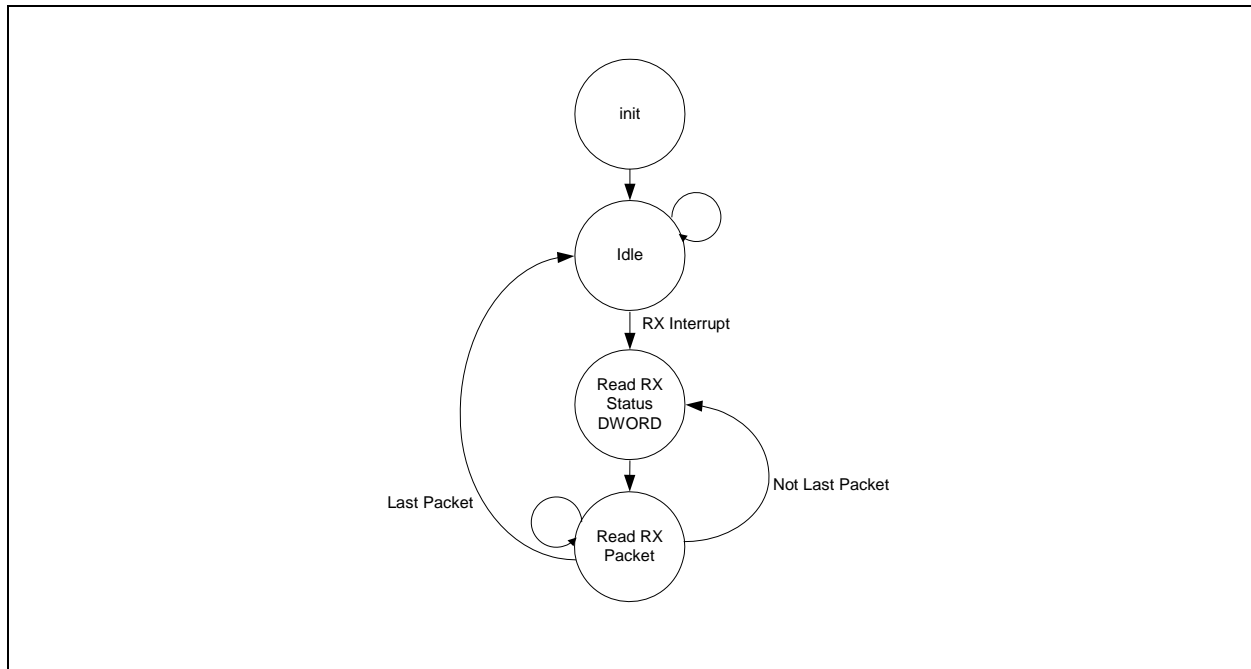 init
Idle
RX Interrupt
Read RX
Status
DWORD
Not Last Packet
Last Packet
Read RX
Packet